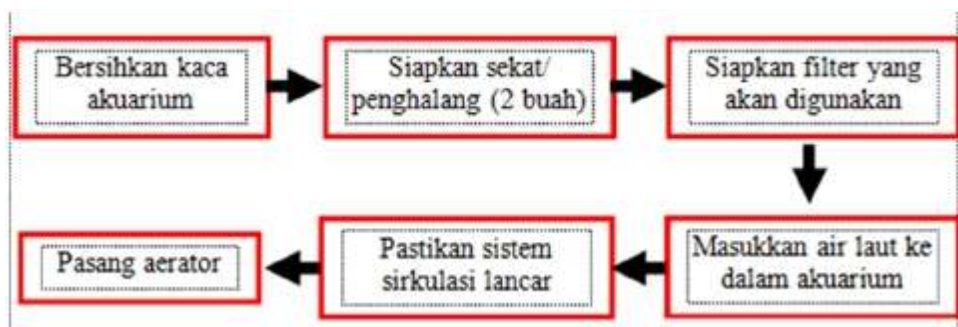 Bersihkan kaca
akuarium
Siapkan sekat/
penghalang (2 buah)
Siapkan filter yang
akan digunakan
Masukkan air laut ke
dalam akuarium
Pastikan sistem
sirkulasi lancar
Pasang aerator